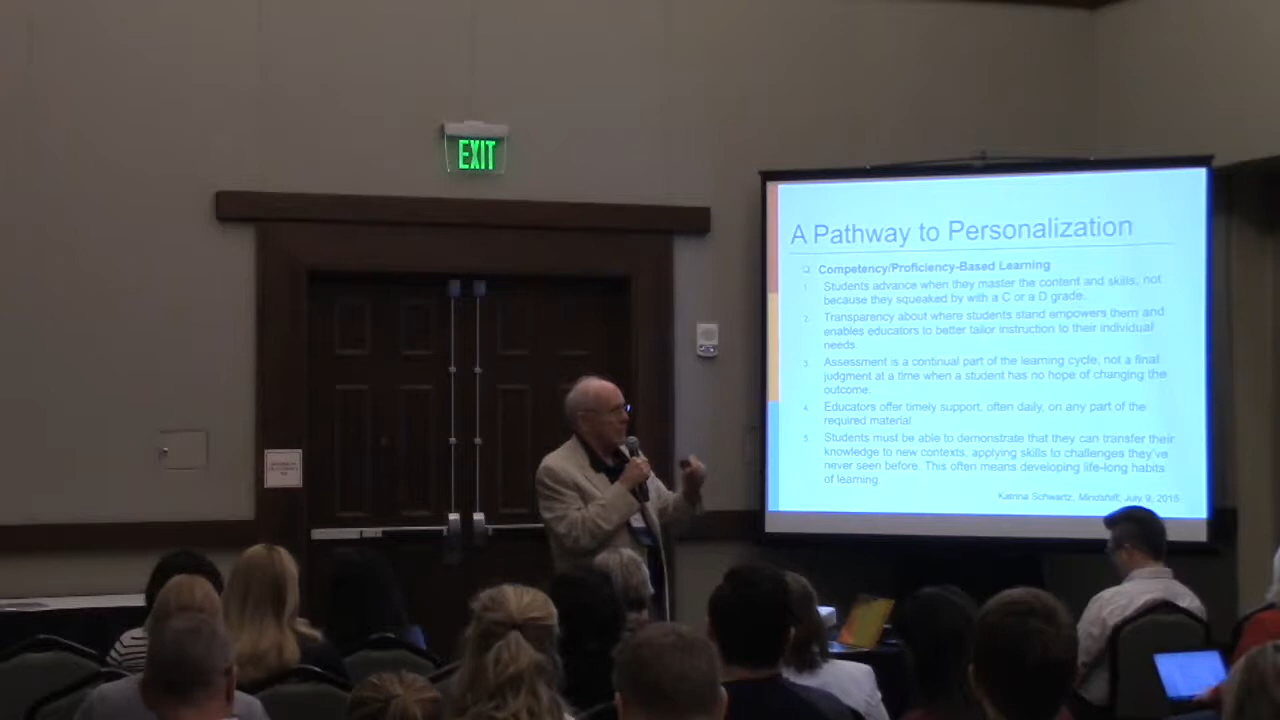 EXIT
A Pathway to Personalization
Competency/Proficiency-Based Learning
1. Students advance when they master the content and skills, not
because they squeaked by with a C or a D grade.
2. Transparency about where students stand empowers them and
enables educators to better tailor instruction to their individual
needs.
3. Assessment is a continual part of the learning cycle, not a final
judgment at a time when a student has no hope of changing the
outcome.
4. Educators offer timely support, often daily, on any part of the
required material
5. Students must be able to demonstrate that they can transfer their
knowledge to new contexts, applying skills to challenges they've
never seen before. This often means developing life-long habits
of learning.
Katrina Schwartz, Mindshift, July 9, 2015